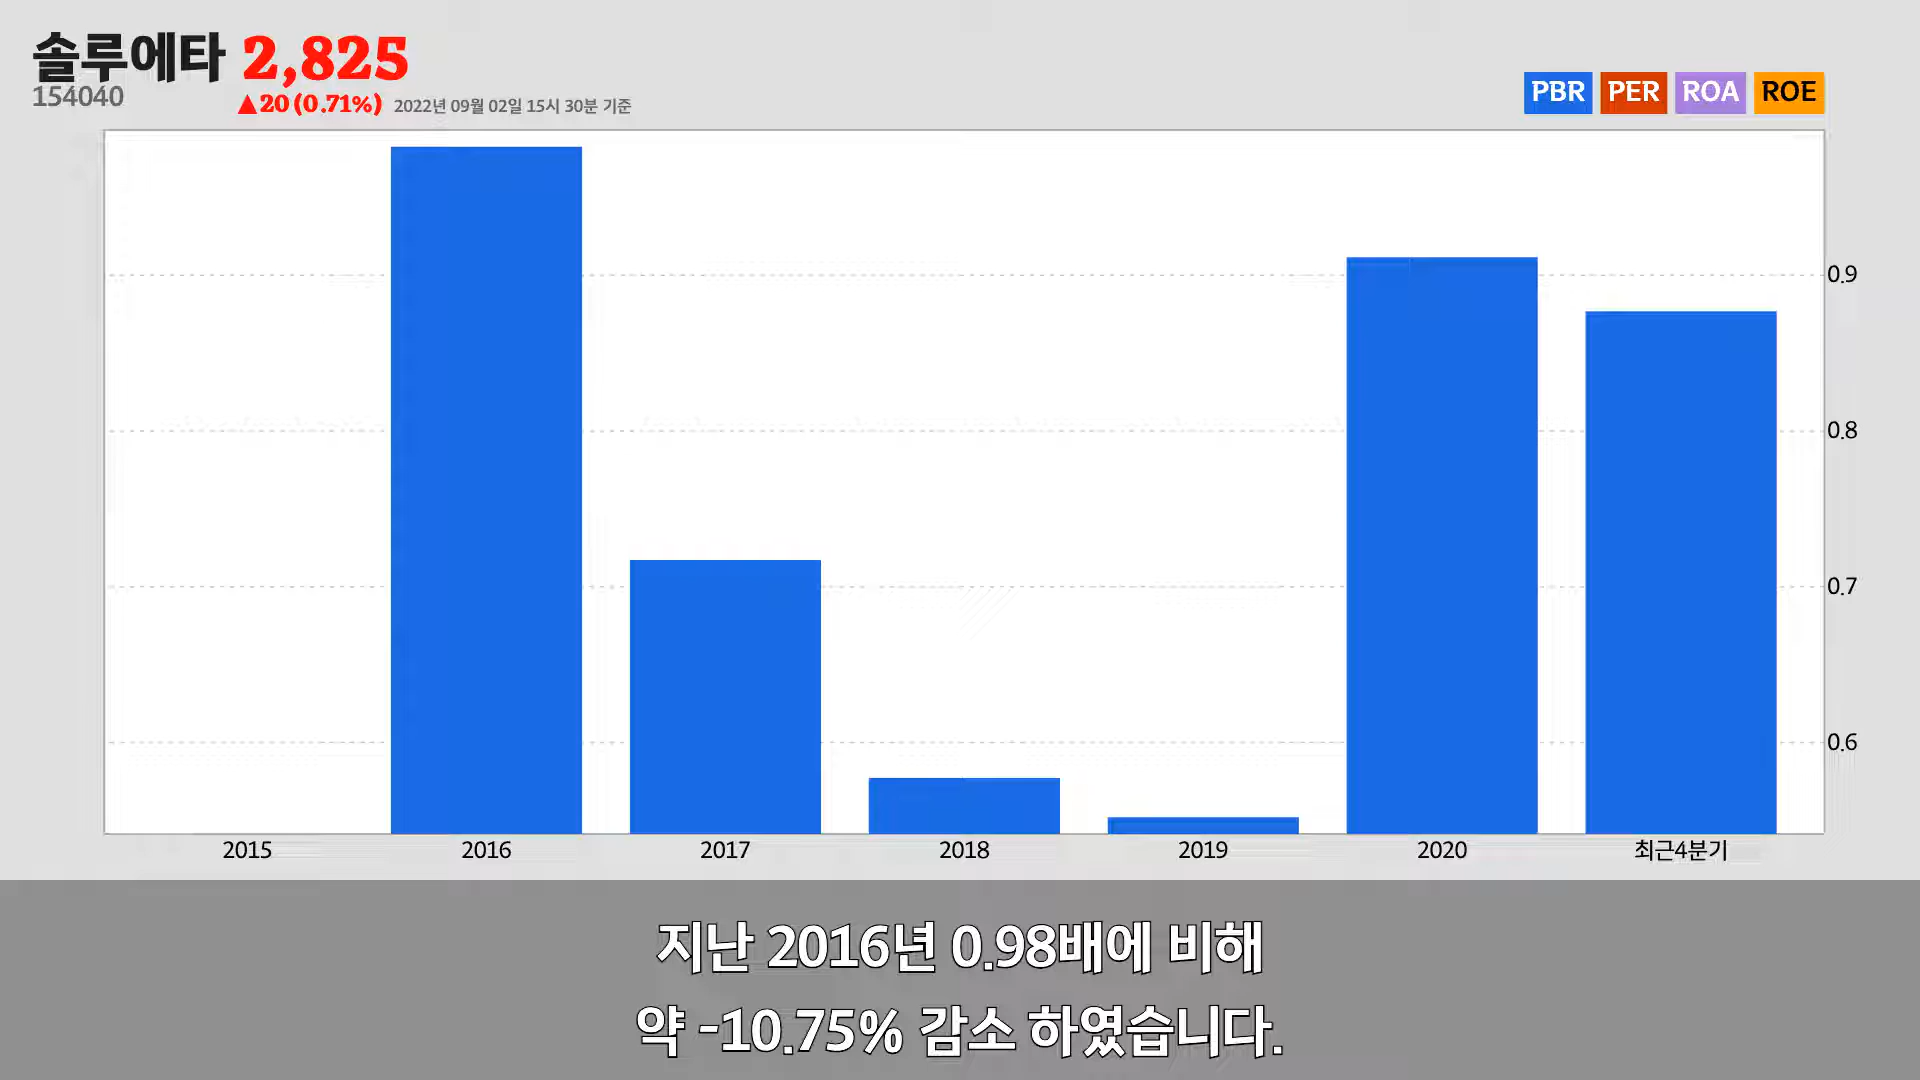 솔루에타 2,825
154040
▲20 (0.71%) 2022년 09월 02일 15시 30분 기준
PBR PER ROA ROE
0.9
0.8
0.7
0.6
2015 2016 2017 2018 2019 2020 최근4분기
지난 2016년 0.98배에 비해
약 -10.75% 감소 하였습니다.